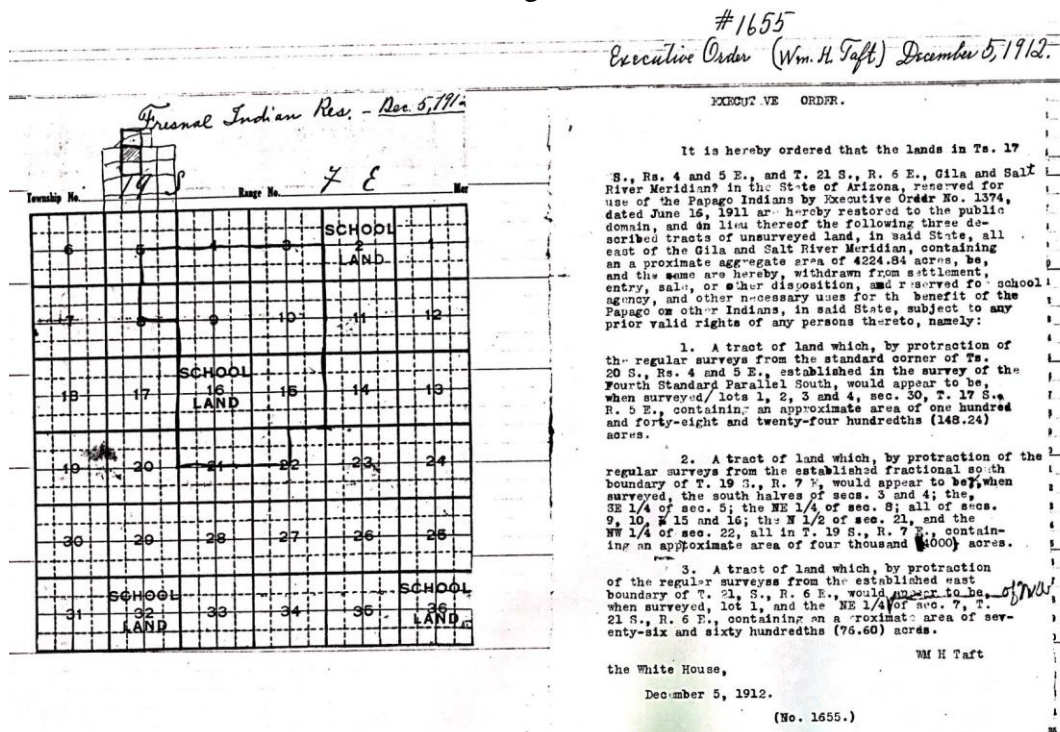 #1655
Executive Order (Wm. H. Taft) December 5, 1912.
Fresnal Indian Res. - Dec. 5, 1912
Township No. 19 S Range No. 7 E Mer
SCHOOL
6 5 4 3 2 1
LAND
7 8 9 10 11 12
SCHOOL
18 17 16 15 14 13
LAND
19 20 21 22 23 24
30 29 28 27 26 25
SCHOOL SCHOOL
31 32 33 34 35 36
LAND LAND
EXECUT VE ORDER.
It is hereby ordered that the lands in Ts. 17
S., Rs. 4 and 5 E., and T. 21 S., R. 6 E., Gila and Salt
River Meridian? in the State of Arizona, reserved for
use of the Papago Indians by Executive Orddr No. 1374,
dated June 16, 1911 are hereby restored to the public
domain, and on lieu thereof the following three de-
scribed tracts of unsurveyed land, in said State, all
east of the Gila and Salt River Meridian, containing
an a proximate aggregate area of 4224.84 acres, be,
and the same are hereby, withdrawn from settlement,
entry, sale, or other disposition, and reserved for school
agency, and other necessary uses for th benefit of the
Papago om other Indians, in said State, subject to any
prior valid rights of any persons thereto, namely:
1. A tract of land which, by protraction of
the regular surveys from the standard corner of Ts.
20 S., Rs. 4 and 5 E., established in the survey of the
Fourth Standard Parallel South, would appear to be,
when surveyed/ lots 1, 2, 3 and 4, sec. 30, T. 17 S.,
R. 5 E., containing an approximate area of one hundred
and forty-eight and twenty-four hundredths (148.24)
acres.
2. A tract of land which, by protraction of the
regular surveys from the established fractional south
boundary of T. 19 S., R. 7 E, would appear to be, when
surveyed, the south halves of secs. 3 and 4; the,
SE 1/4 of sec. 5; the NE 1/4 of sec. 8; all of secs.
9, 10, 15 and 16; the N 1/2 of sec. 21, and the
NW 1/4 of sec. 22, all in T. 19 S., R. 7 E., contain-
ing an approximate area of four thousand (4000) acres.
3. A tract of land which, by protraction
of the regular surveyss from the established east
boundary of T. 21, S., R. 6 E., would appear to be,
when surveyed, lot 1, and the NE 1/4 of NW 1/4 of sec. 7, T.
21 S., R. 6 E., containing an a roximate area of sev-
enty-six and sixty hundredths (76.60) acres.
WM H Taft
the White House,
December 5, 1912.
(No. 1655.)